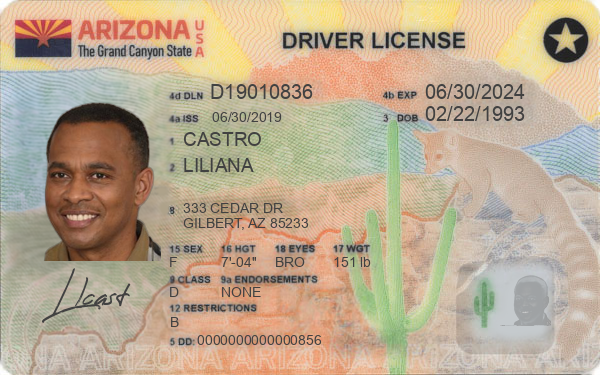 ARIZONA USA
The Grand Canyon State
DRIVER LICENSE
4d DLN D19010836 4b EXP 06/30/2024
4a ISS 06/30/2019 3 DOB 02/22/1993
1 CASTRO
2 LILIANA
8 333 CEDAR DR
GILBERT, AZ 85233
15 SEX 16 HGT 18 EYES 17 WGT
F 7'-04" BRO 151 lb
9 CLASS 9a ENDORSEMENTS
D NONE
12 RESTRICTIONS
B
5 DD: 0000000000000856
Lcast
ARIZONA ARIZONA ARIZONA ARIZONA